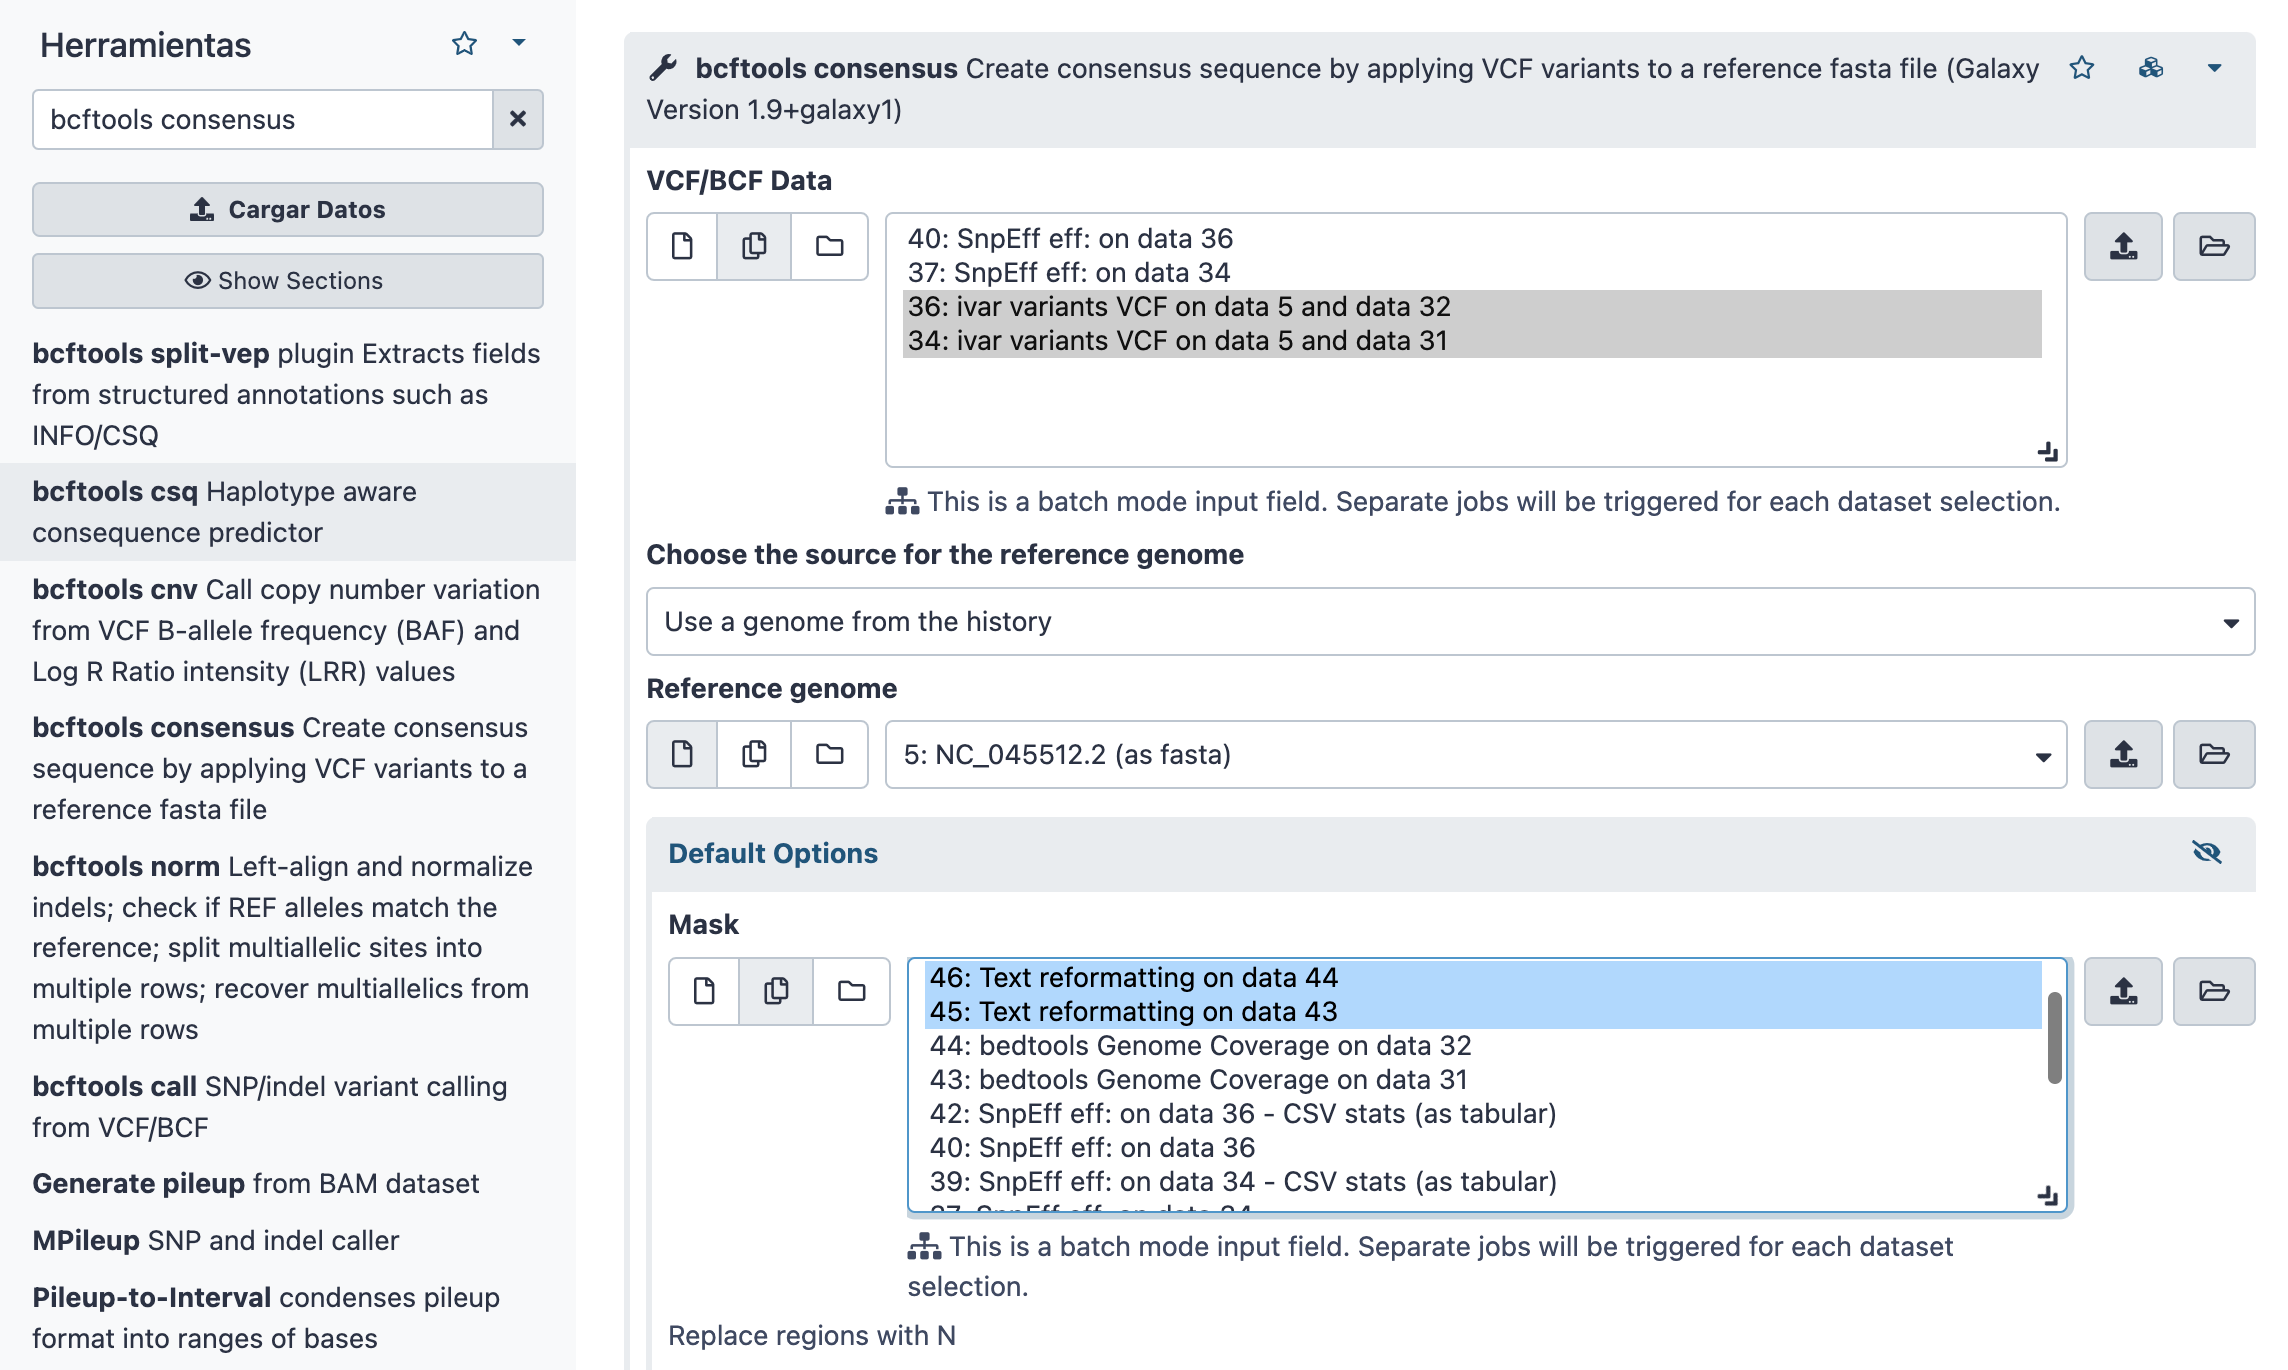 Herramientas
bcftools consensus
Cargar Datos
Show Sections
bcftools split-vep plugin Extracts fields
from structured annotations such as
INFO/CSQ
bcftools csq Haplotype aware
consequence predictor
bcftools cnv Call copy number variation
from VCF B-allele frequency (BAF) and
Log R Ratio intensity (LRR) values
bcftools consensus Create consensus
sequence by applying VCF variants to a
reference fasta file
bcftools norm Left-align and normalize
indels; check if REF alleles match the
reference; split multiallelic sites into
multiple rows; recover multiallelics from
multiple rows
bcftools call SNP/indel variant calling
from VCF/BCF
Generate pileup from BAM dataset
MPileup SNP and indel caller
Pileup-to-Interval condenses pileup
format into ranges of bases
bcftools consensus Create consensus sequence by applying VCF variants to a reference fasta file (Galaxy
Version 1.9+galaxy1)
VCF/BCF Data
40: SnpEff eff: on data 36
37: SnpEff eff: on data 34
36: ivar variants VCF on data 5 and data 32
34: ivar variants VCF on data 5 and data 31
This is a batch mode input field. Separate jobs will be triggered for each dataset selection.
Choose the source for the reference genome
Use a genome from the history
Reference genome
5: NC_045512.2 (as fasta)
Default Options
Mask
46: Text reformatting on data 44
45: Text reformatting on data 43
44: bedtools Genome Coverage on data 32
43: bedtools Genome Coverage on data 31
42: SnpEff eff: on data 36 - CSV stats (as tabular)
40: SnpEff eff: on data 36
39: SnpEff eff: on data 34 - CSV stats (as tabular)
37: SnpEff eff: on data 34
This is a batch mode input field. Separate jobs will be triggered for each dataset
selection.
Replace regions with N